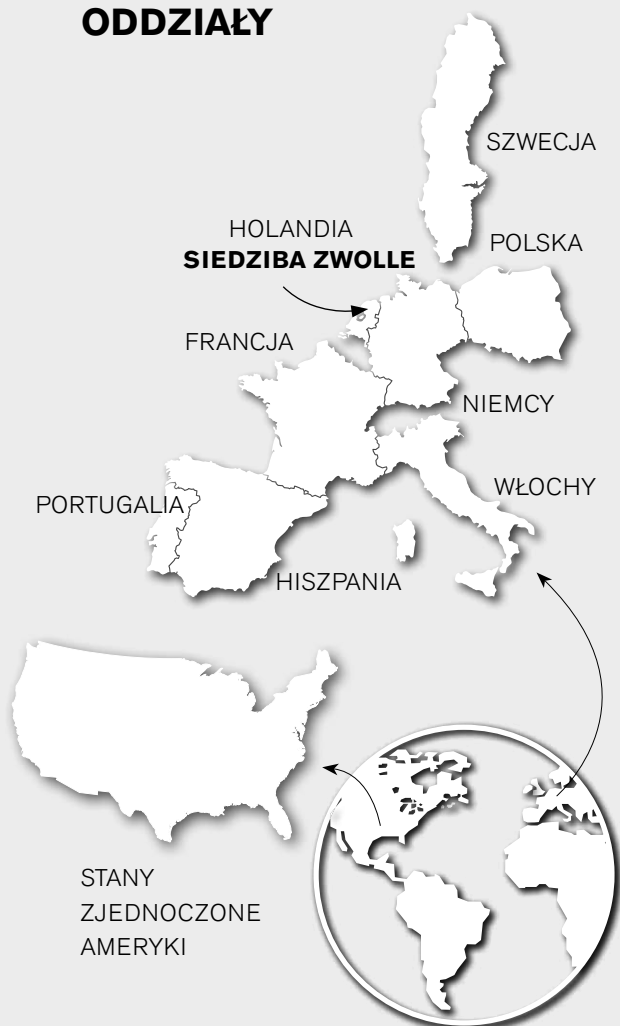 ODDZIAŁY
SZWECJA
HOLANDIA
SIEDZIBA ZWOLLE
POLSKA
FRANCJA
NIEMCY
WŁOCHY
PORTUGALIA
HISZPANIA
STANY
ZJEDNOCZONE
AMERYKI